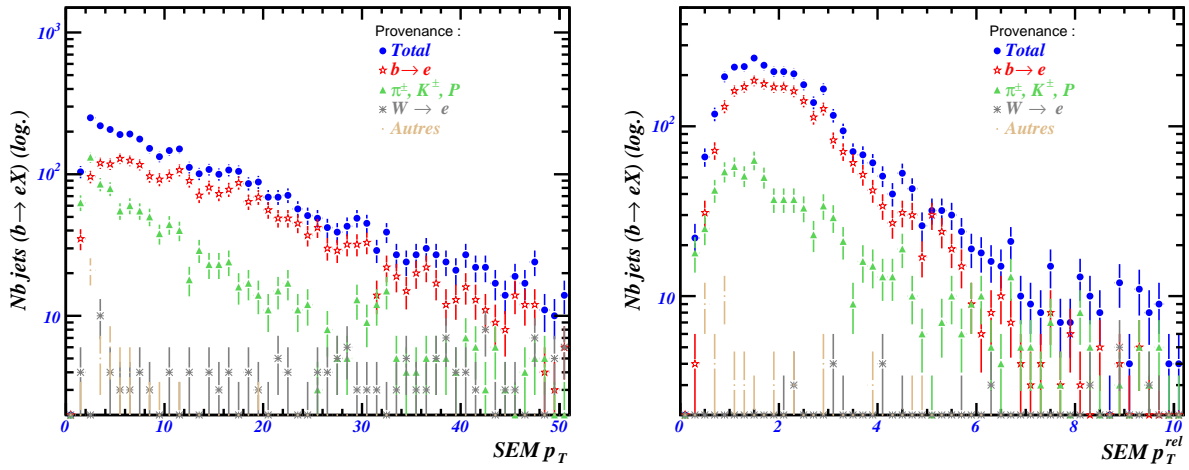 Nb jets (b→ eX) (log.)
10³
10²
10
Provenance :
Total
b→ e
π±, K±, P
W → e
Autres
0 10 20 30 40 50
SEM p_T
Nb jets (b→ eX) (log.)
10²
10
Provenance :
Total
b→ e
π±, K±, P
W → e
Autres
0 2 4 6 8 10
SEM p_T^rel